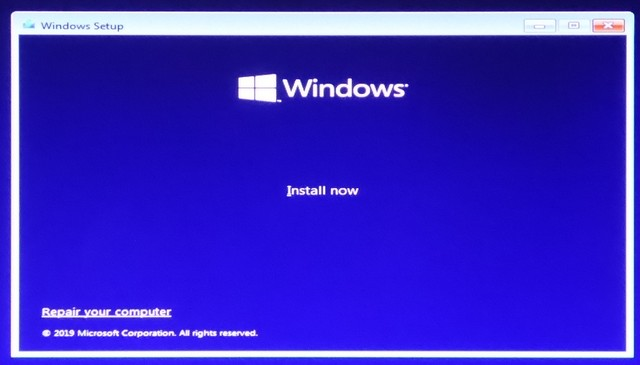 Windows Setup
Windows
Install now
Repair your computer
© 2019 Microsoft Corporation. All rights reserved.